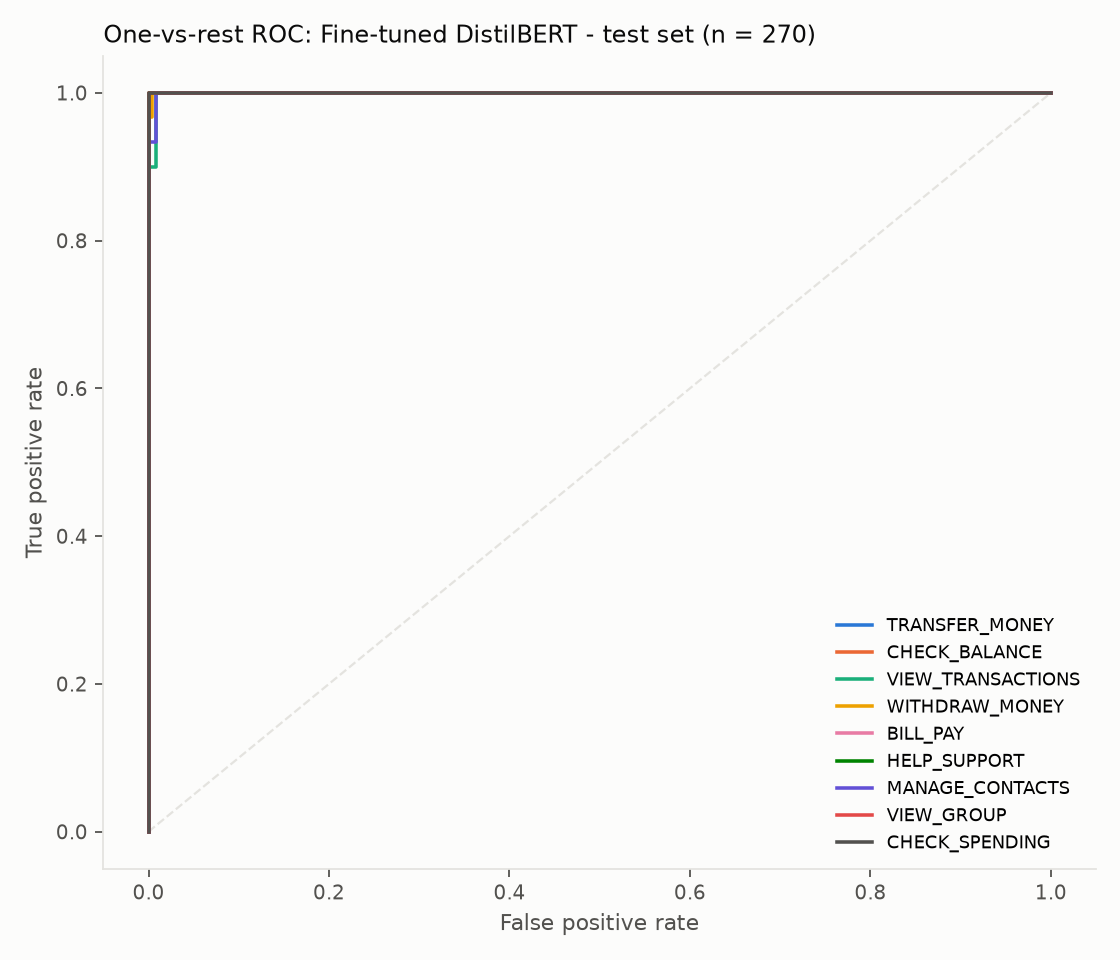 One-vs-rest ROC: Fine-tuned DistilBERT - test set (n = 270)
True positive rate
1.0
0.8
0.6
0.4
0.2
0.0
TRANSFER_MONEY
CHECK_BALANCE
VIEW_TRANSACTIONS
WITHDRAW_MONEY
BILL_PAY
HELP_SUPPORT
MANAGE_CONTACTS
VIEW_GROUP
CHECK_SPENDING
0.0 0.2 0.4 0.6 0.8 1.0
False positive rate